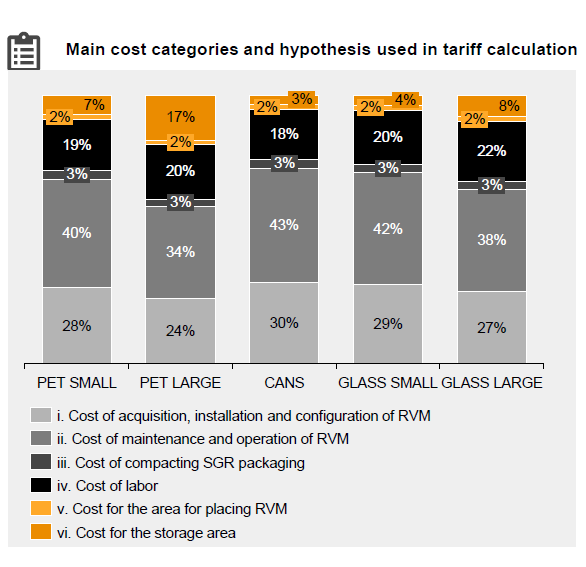 Main cost categories and hypothesis used in tariff calculation
7% 17% 3% 4% 8%
2% 2% 2% 2% 2%
19% 20% 18% 20% 22%
3% 3% 3% 3% 3%
40% 34% 43% 42% 38%
28% 24% 30% 29% 27%
PET SMALL PET LARGE CANS GLASS SMALL GLASS LARGE
i. Cost of acquisition, installation and configuration of RVM
ii. Cost of maintenance and operation of RVM
iii. Cost of compacting SGR packaging
iv. Cost of labor
v. Cost for the area for placing RVM
vi. Cost for the storage area